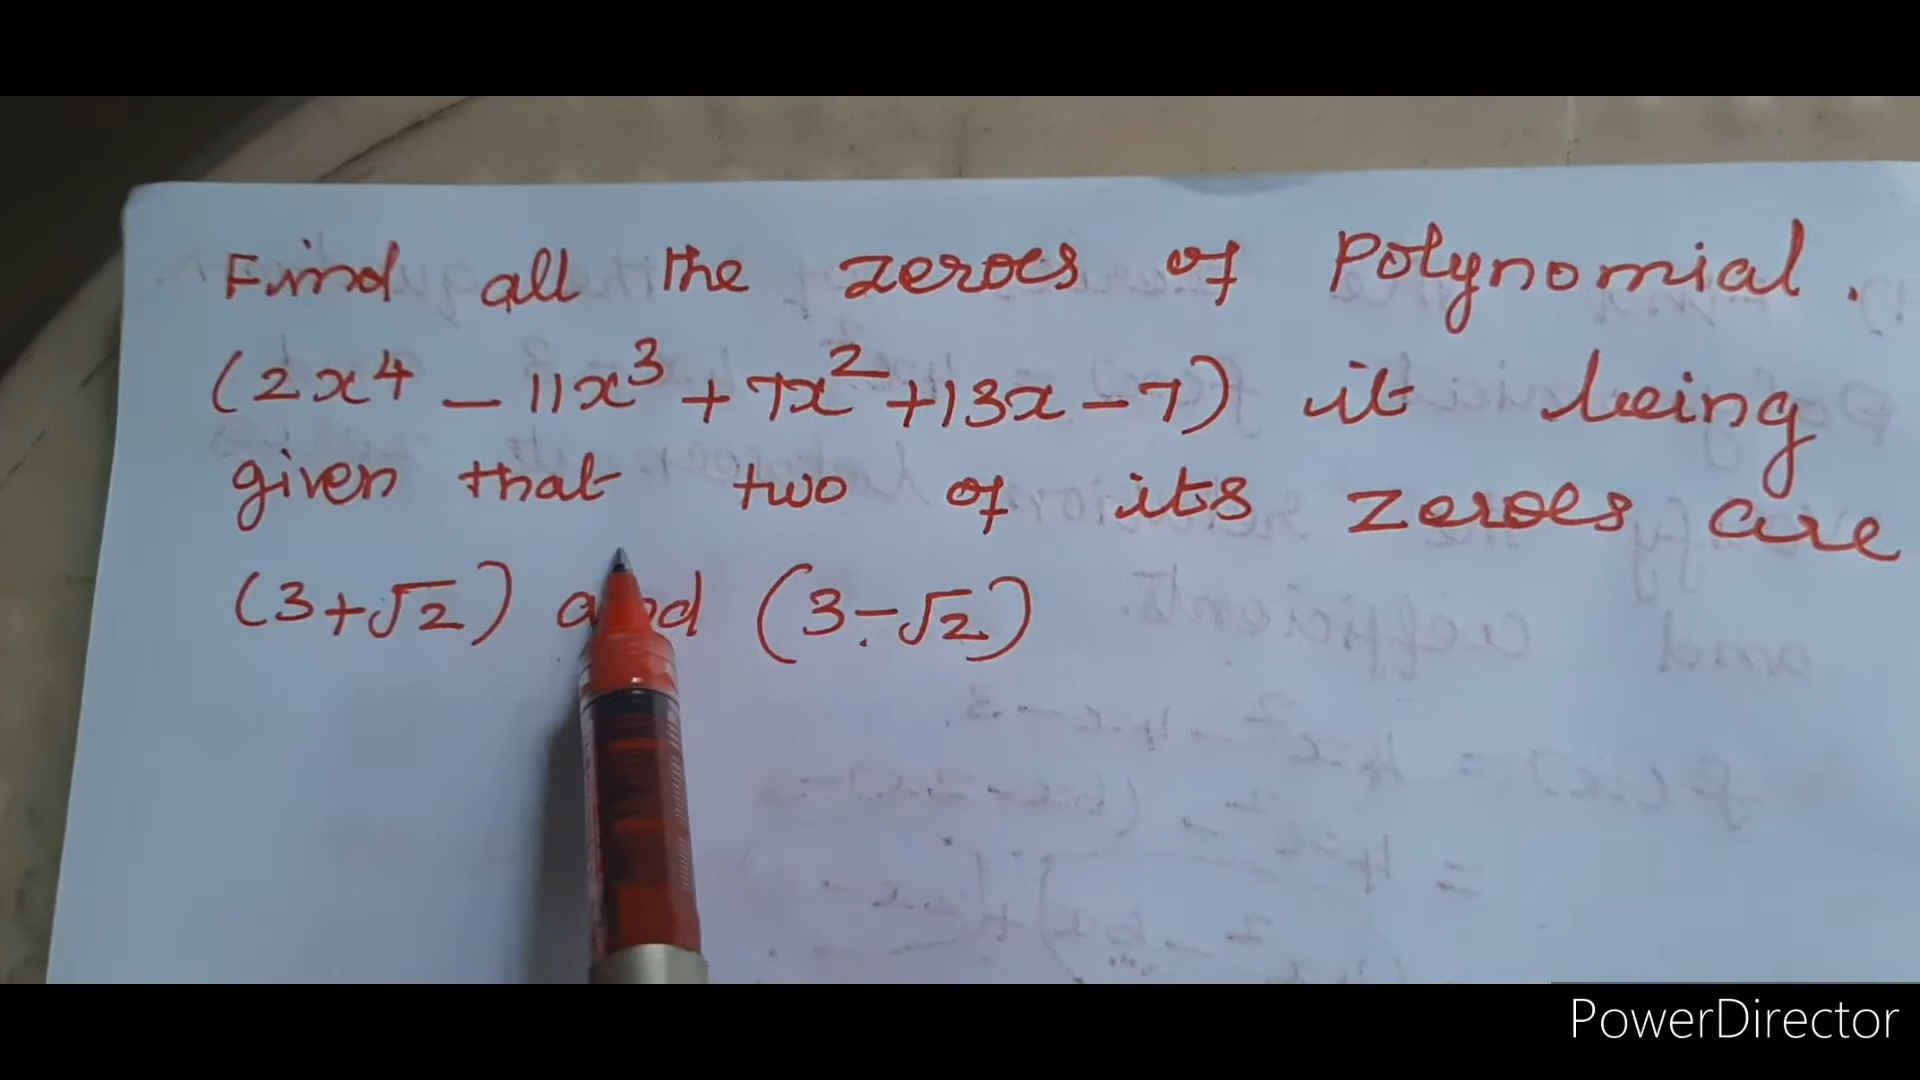 Find all the zeroes of Polynomial.
(2x⁴ - 11x³ + 7x² + 13x - 7) it being
given that two of its zeroes are
(3+√2) and (3-√2)
PowerDirector